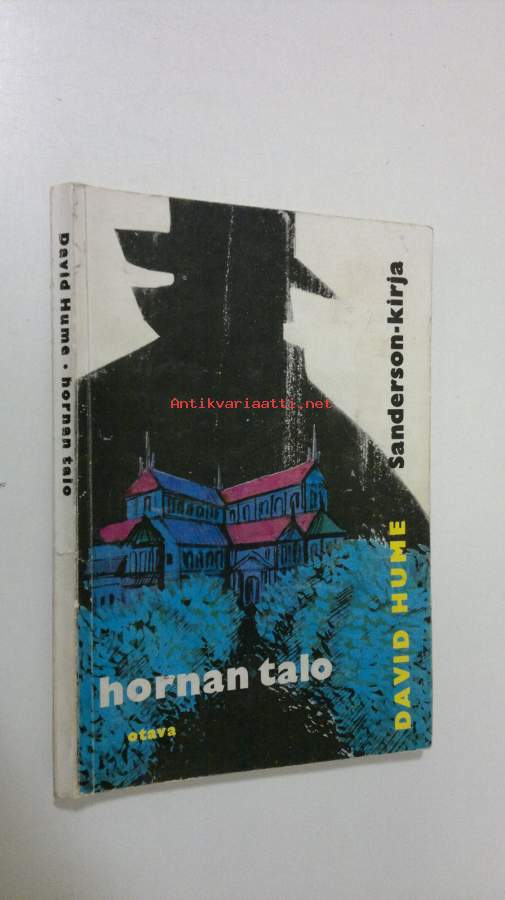 David Hume · hornan talo
Sanderson-kirja
DAVID HUME
Antikvariaatti.net
hornan talo
otava